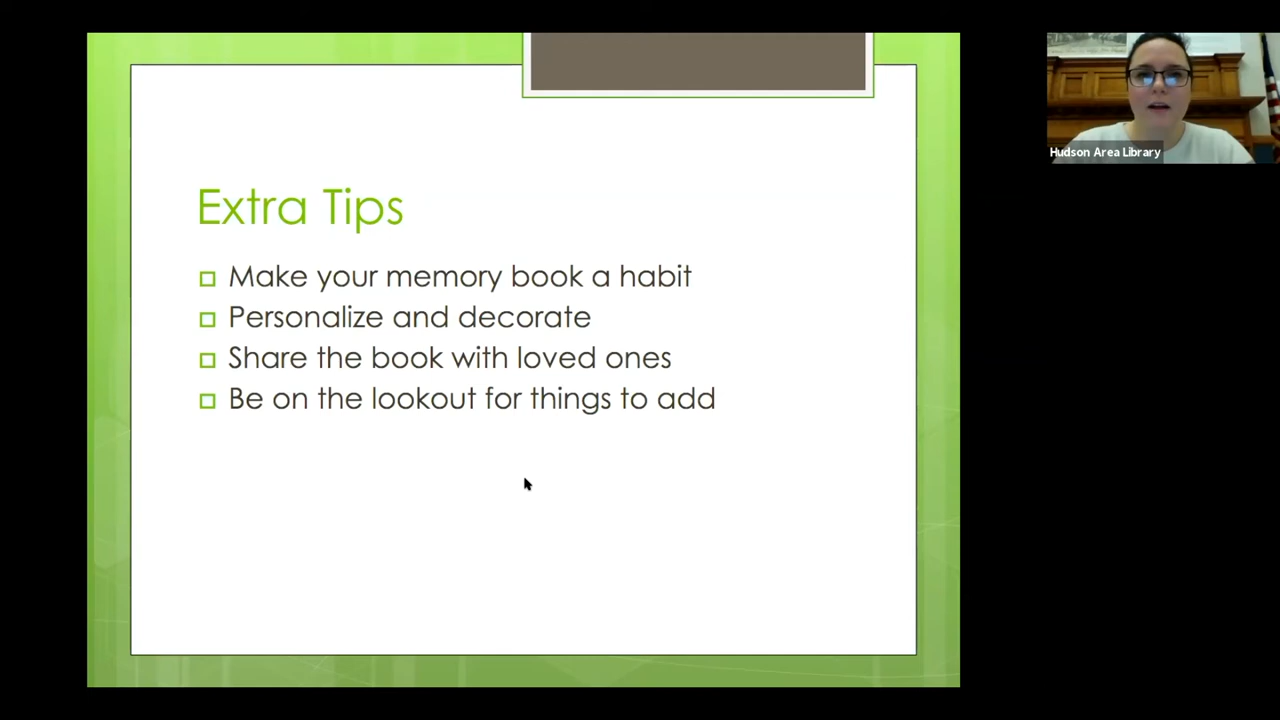 Extra Tips
Make your memory book a habit
Personalize and decorate
Share the book with loved ones
Be on the lookout for things to add
Hudson Area Library